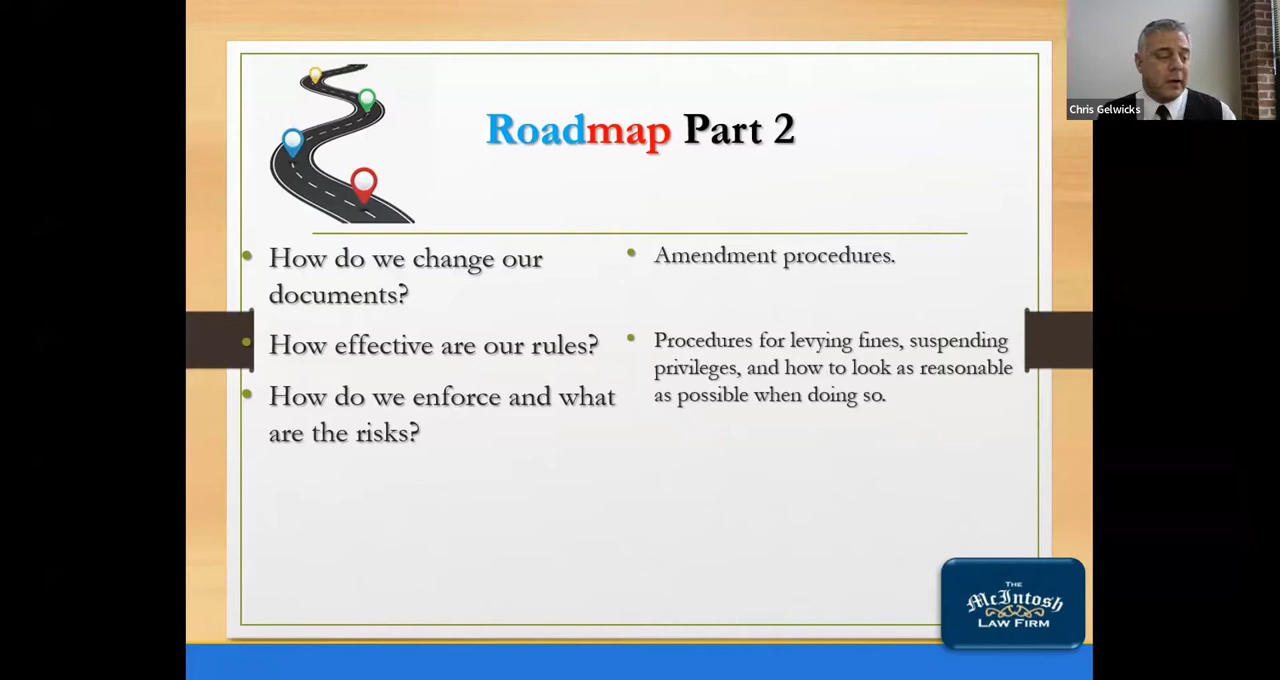 Roadmap Part 2
How do we change our
documents?
How effective are our rules?
How do we enforce and what
are the risks?
Amendment procedures.
Procedures for levying fines, suspending
privileges, and how to look as reasonable
as possible when doing so.
Chris Gelwicks
THE
McIntosh
LAW FIRM